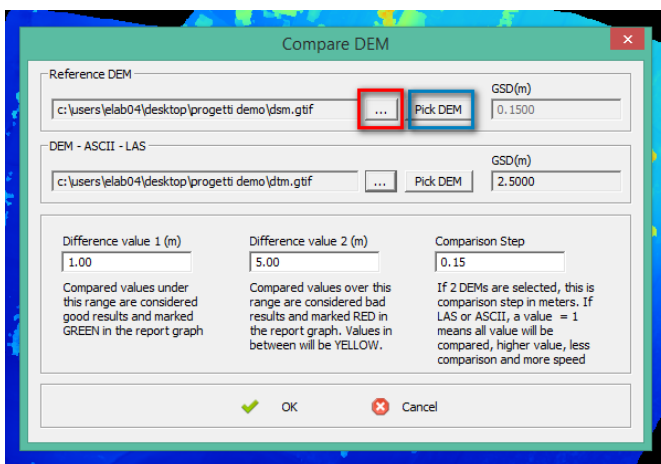 Compare DEM
Reference DEM
GSD(m)
c:\users\elab04\desktop\progetti demo\dsm.gtif ... Pick DEM 0.1500
DEM - ASCII - LAS
GSD(m)
c:\users\elab04\desktop\progetti demo\dtm.gtif ... Pick DEM 2.5000
Difference value 1 (m)
1.00
Compared values under
this range are considered
good results and marked
GREEN in the report graph
Difference value 2 (m)
5.00
Compared values over this
range are considered bad
results and marked RED in
the report graph. Values in
between will be YELLOW.
Comparison Step
0.15
If 2 DEMs are selected, this is
comparison step in meters. If
LAS or ASCII, a value = 1
means all value will be
compared, higher value, less
comparison and more speed
OK Cancel